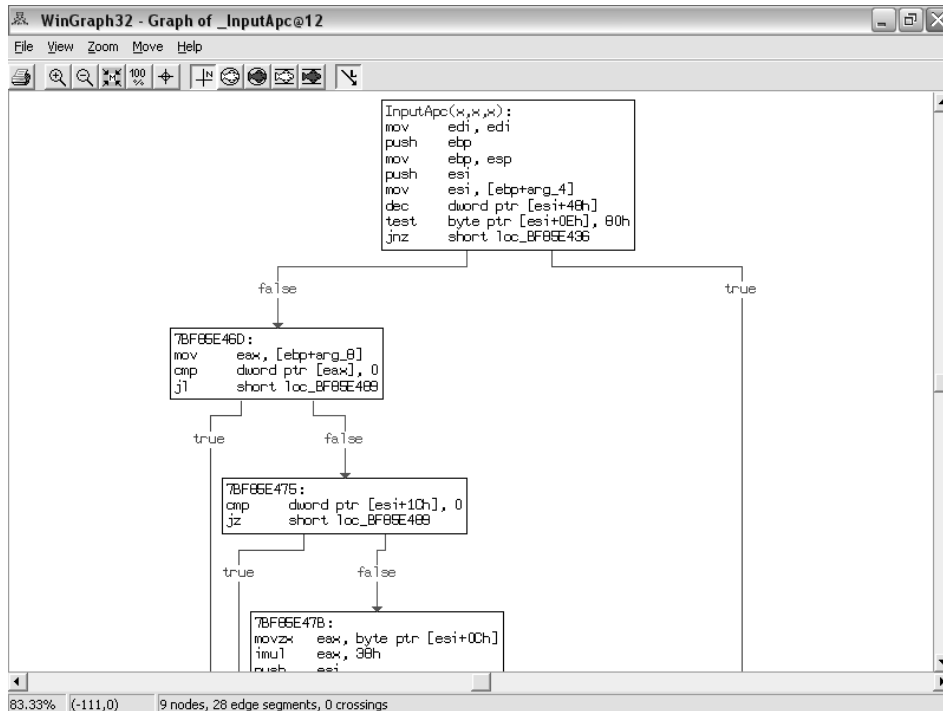 WinGraph32 - Graph of _InputApc@12
File View Zoom Move Help
100
%
N
InputApc(x,x,x):
mov edi, edi
push ebp
mov ebp, esp
push esi
mov esi, [ebp+arg_4]
dec dword ptr [esi+48h]
test byte ptr [esi+0Eh], 80h
jnz short loc_BF85E436
false
true
7BF85E46D:
mov eax, [ebp+arg_8]
cmp dword ptr [eax], 0
jl short loc_BF85E489
true
false
7BF85E475:
cmp dword ptr [esi+1Ch], 0
jz short loc_BF85E489
true
false
7BF85E47B:
movzx eax, byte ptr [esi+0Ch]
imul eax, 38h
push esi
83.33% (-111,0) 9 nodes, 28 edge segments, 0 crossings